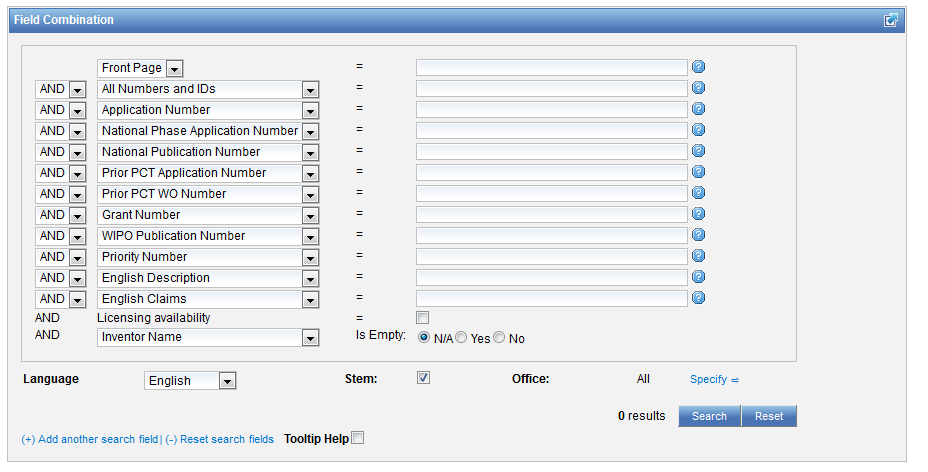 Field Combination
Front Page =
AND All Numbers and IDs =
AND Application Number =
AND National Phase Application Number =
AND National Publication Number =
AND Prior PCT Application Number =
AND Prior PCT WO Number =
AND Grant Number =
AND WIPO Publication Number =
AND Priority Number =
AND English Description =
AND English Claims =
AND Licensing availability =
AND Inventor Name Is Empty: N/A Yes No
Language English Stem: Office: All Specify ⇒
0 results Search Reset
(+) Add another search field | (-) Reset search fields Tooltip Help